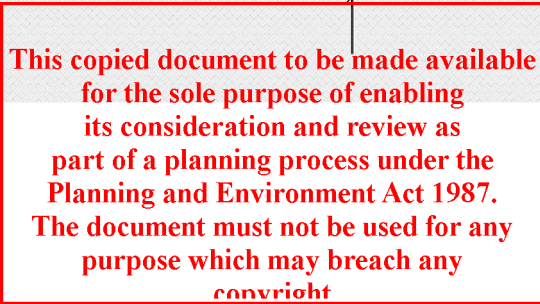 This copied document to be made available
for the sole purpose of enabling
its consideration and review as
part of a planning process under the
Planning and Environment Act 1987.
The document must not be used for any
purpose which may breach any
copyright